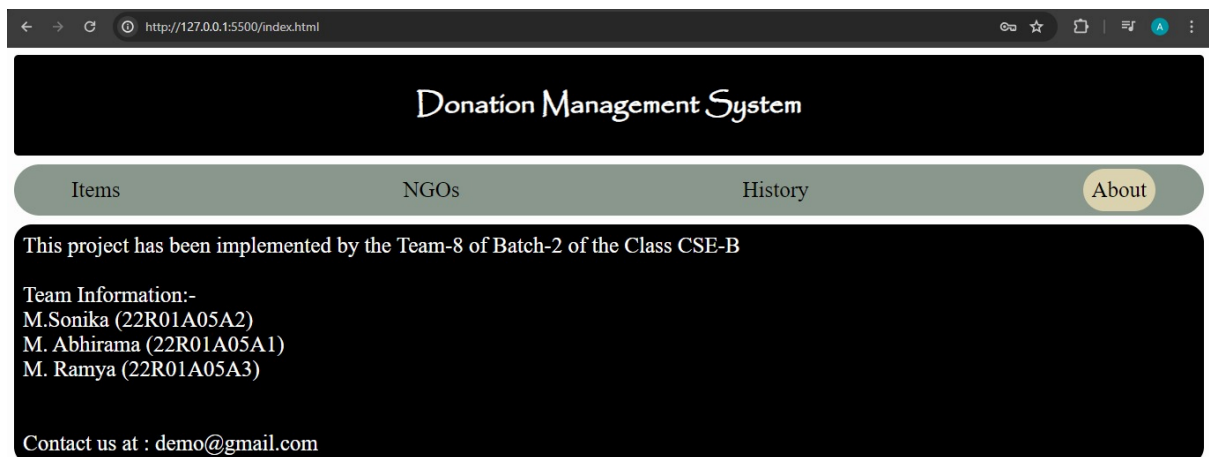 http://127.0.0.1:5500/index.html
A
Donation Management System
Items NGOs History About
This project has been implemented by the Team-8 of Batch-2 of the Class CSE-B
Team Information:-
M.Sonika (22R01A05A2)
M. Abhirama (22R01A05A1)
M. Ramya (22R01A05A3)
Contact us at : demo@gmail.com